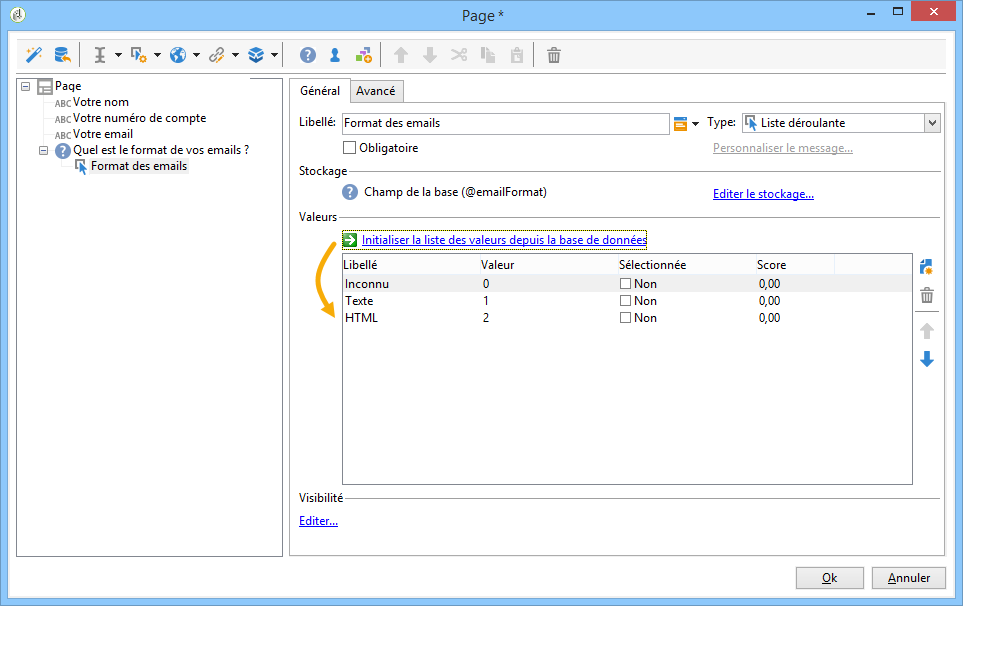 Page *
Page
ABC Votre nom
ABC Votre numéro de compte
ABC Votre email
Quel est le format de vos emails ?
Format des emails
Général Avancé
Libellé: Format des emails Type: Liste déroulante
Obligatoire Personnaliser le message...
Stockage
Champ de la base (@emailFormat) Editer le stockage...
Valeurs
Initialiser la liste des valeurs depuis la base de données
Libellé Valeur Sélectionnée Score
Inconnu 0 Non 0,00
Texte 1 Non 0,00
HTML 2 Non 0,00
Visibilité
Editer...
Ok Annuler